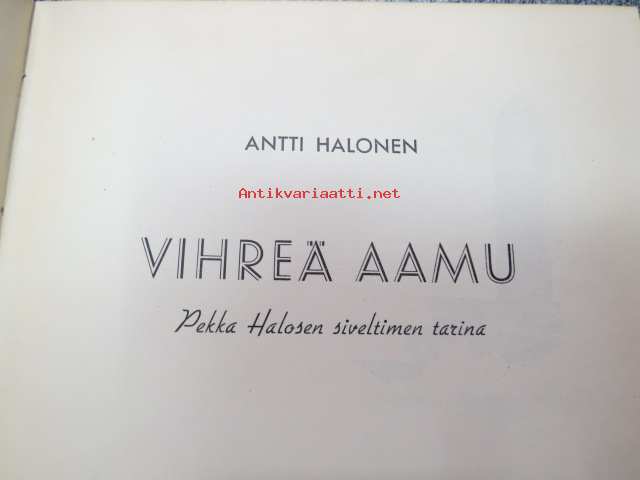 ANTTI HALONEN
Antikvariaatti.net
VIHREÄ AAMU
Pekka Halosen siveltimen tarina